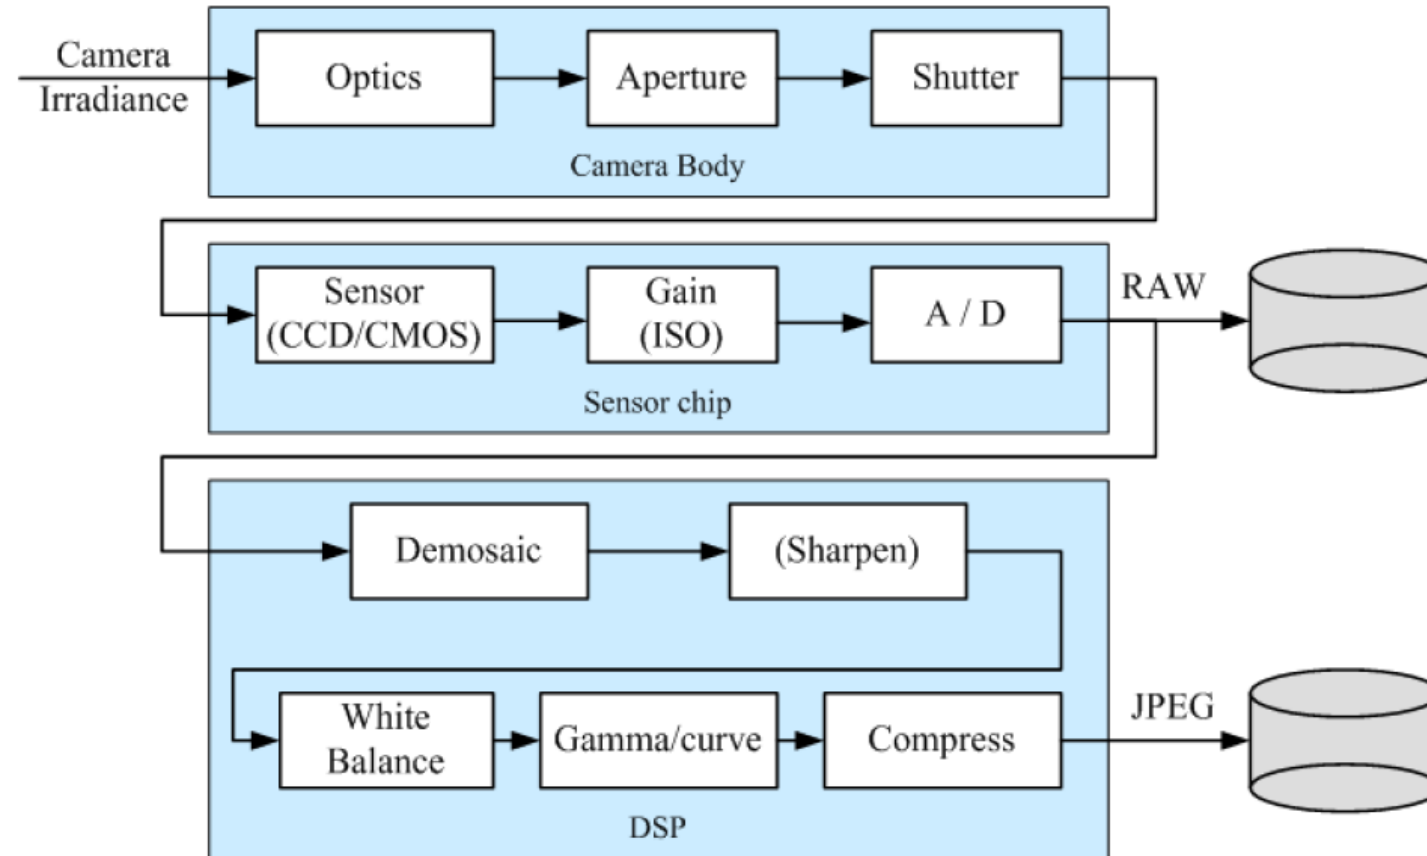 Camera
Irradiance
Optics
Aperture
Shutter
Camera Body
Sensor
(CCD/CMOS)
Gain
(ISO)
A / D
RAW
Sensor chip
Demosaic
(Sharpen)
White
Balance
Gamma/curve
Compress
JPEG
DSP